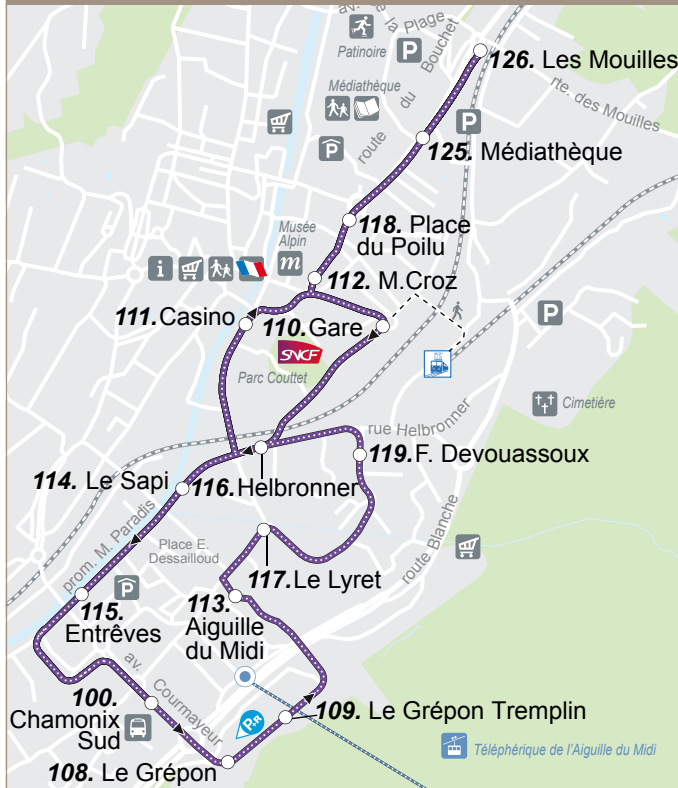 av.
la Plage
Patinoire
P
Bouchet
126. Les Mouilles
Médiathèque
du
rte. des Mouilles
P
P
route
125. Médiathèque
118. Place
du Poilu
Musée
Alpin
m
i
112. M.Croz
111. Casino
110. Gare
P
SNCF
Parc Couttet
Cimetière
rue Helbronner
119. F. Devouassoux
114. Le Sapi
116. Helbronner
prom. M. Paradis
Place E.
Dessailloud
route Blanche
117. Le Lyret
P
115.
Entrêves
113.
Aiguille
du Midi
av.
Courmayeur
100.
Chamonix
Sud
P+R
109. Le Grépon Tremplin
Téléphérique de l'Aiguille du Midi
108. Le Grépon